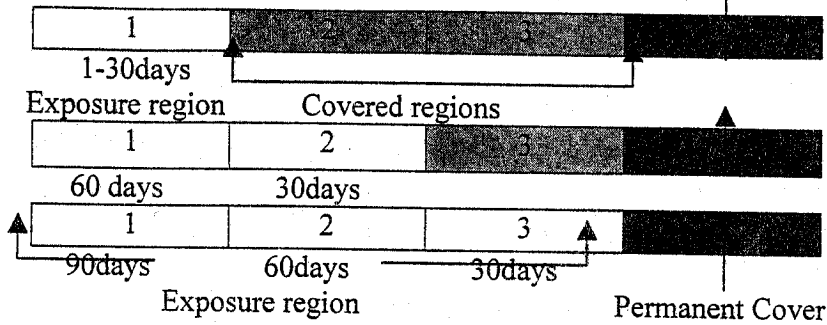 1 2 3
1-30days
Exposure region Covered regions
1 2 3
60 days 30days
1 2 3
90days 60days 30days
Exposure region Permanent Cover